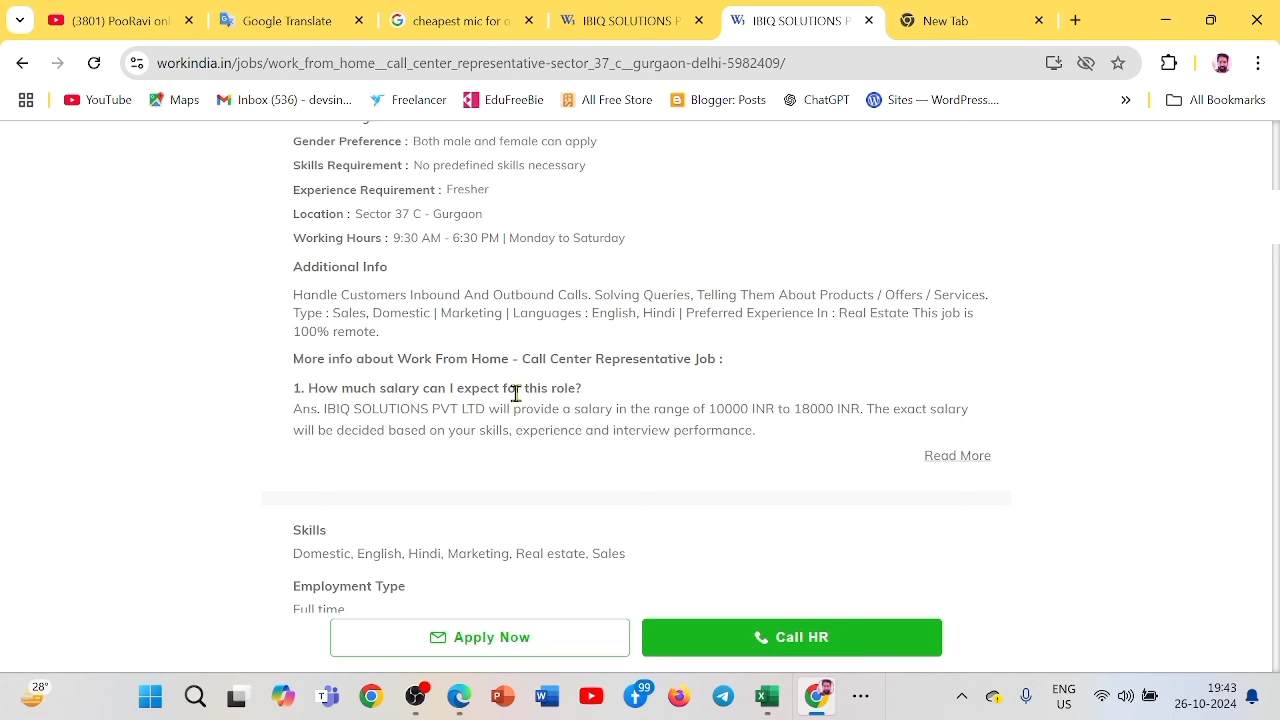 (3801) PooRavi onl
Google Translate
cheapest mic for o
IBIQ SOLUTIONS P
IBIQ SOLUTIONS P
New Tab
workindia.in/jobs/work_from_home__call_center_representative-sector_37_c__gurgaon-delhi-5982409/
YouTube
Maps
Inbox (536) - devsin...
Freelancer
EduFreeBie
All Free Store
Blogger: Posts
ChatGPT
Sites — WordPress....
»
All Bookmarks
Gender Preference : Both male and female can apply
Skills Requirement : No predefined skills necessary
Experience Requirement : Fresher
Location : Sector 37 C - Gurgaon
Working Hours : 9:30 AM - 6:30 PM | Monday to Saturday
Additional Info
Handle Customers Inbound And Outbound Calls. Solving Queries, Telling Them About Products / Offers / Services.
Type : Sales, Domestic | Marketing | Languages : English, Hindi | Preferred Experience In : Real Estate This job is
100% remote.
More info about Work From Home - Call Center Representative Job :
1. How much salary can I expect for this role?
Ans. IBIQ SOLUTIONS PVT LTD will provide a salary in the range of 10000 INR to 18000 INR. The exact salary
will be decided based on your skills, experience and interview performance.
Read More
Skills
Domestic, English, Hindi, Marketing, Real estate, Sales
Employment Type
Full time
Apply Now
Call HR
28°
99
ENG
US
19:43
26-10-2024